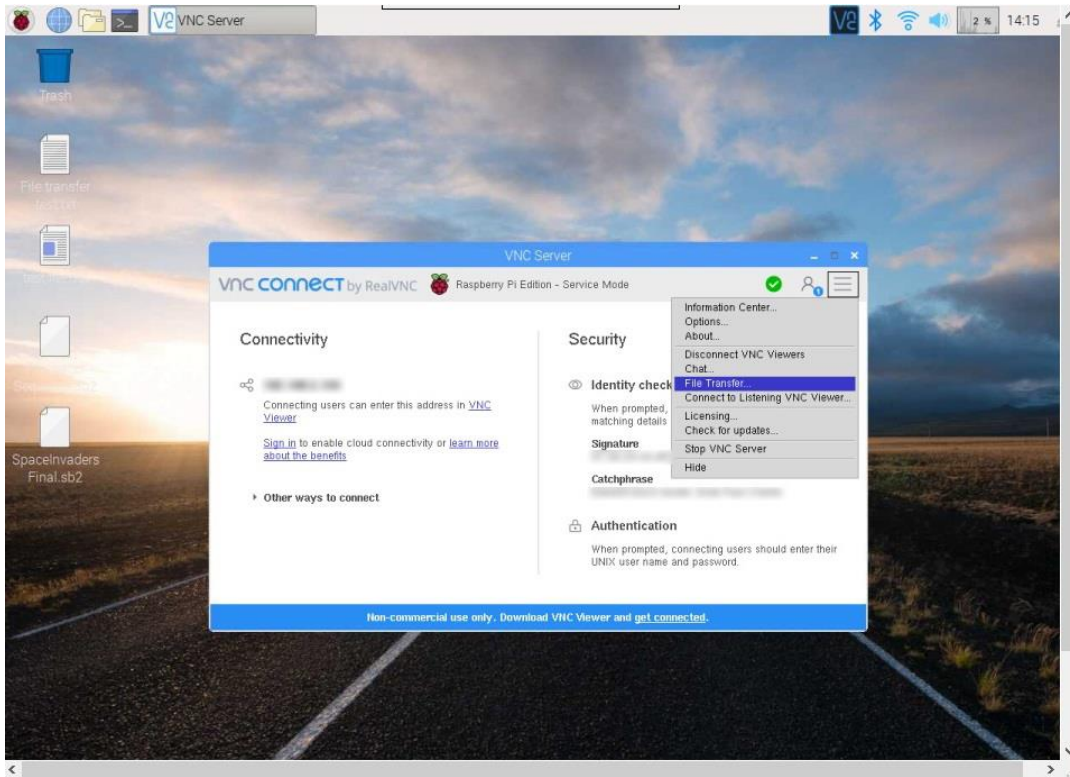 VNC Server
2 %
14:15
Trash
File transfer
test.txt
SpaceInvaders
Final.sb2
VNC Server
VNC CONNECT by RealVNC
Raspberry Pi Edition - Service Mode
1
Connectivity
Connecting users can enter this address in VNC
Viewer
Sign in to enable cloud connectivity or learn more
about the benefits
Other ways to connect
Security
Identity check
When prompted,
matching details
Signature
Catchphrase
Authentication
When prompted, connecting users should enter their
UNIX user name and password.
Information Center...
Options...
About...
Disconnect VNC Viewers
Chat...
File Transfer...
Connect to Listening VNC Viewer...
Licensing...
Check for updates...
Stop VNC Server
Hide
Non-commercial use only. Download VNC Viewer and get connected.